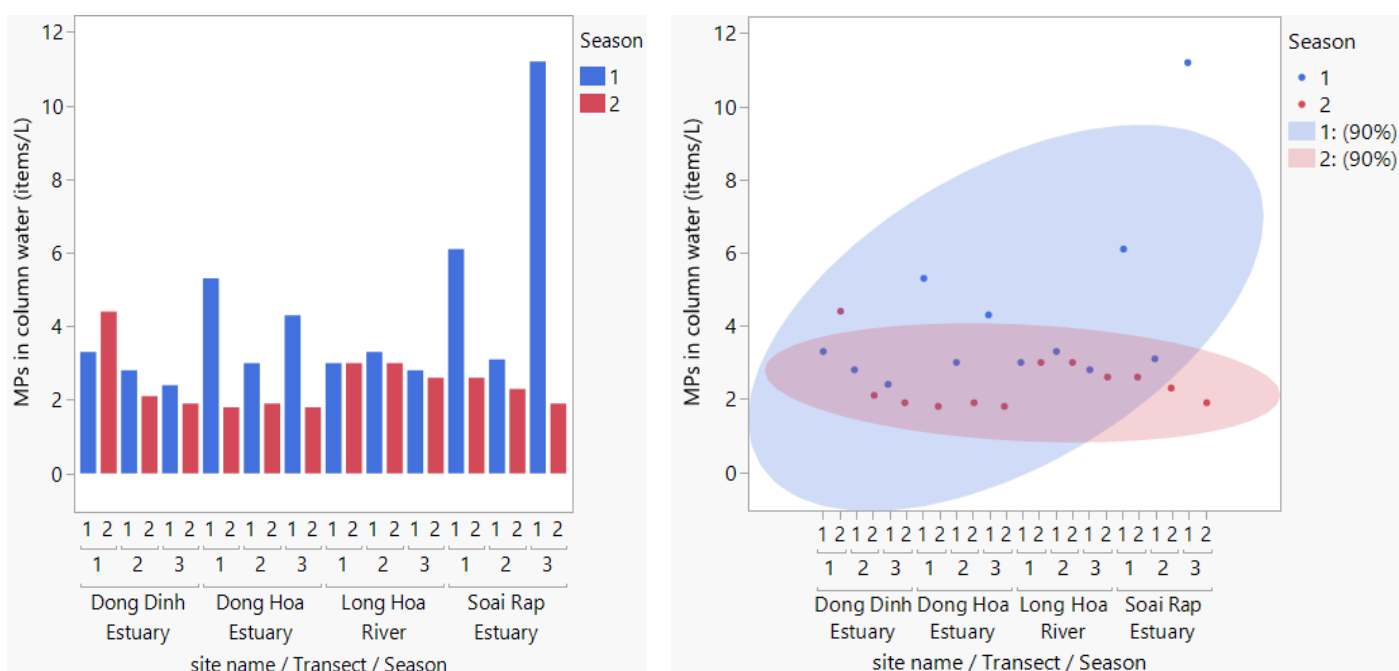 12
10
8
6
4
2
0
MPs in column water (items/L)
Season
1
2
1 2 1 2 1 2 1 2 1 2 1 2 1 2 1 2 1 2 1 2 1 2 1 2
1 2 3 1 2 3 1 2 3 1 2 3
Dong Dinh Dong Hoa Long Hoa Soai Rap
Estuary Estuary River Estuary
site name / Transect / Season
12
10
8
6
4
2
0
MPs in column water (items/L)
Season
1
2
1: (90%)
2: (90%)
1 2 1 2 1 2 1 2 1 2 1 2 1 2 1 2 1 2 1 2 1 2 1 2
1 2 3 1 2 3 1 2 3 1 2 3
Dong Dinh Dong Hoa Long Hoa Soai Rap
Estuary Estuary River Estuary
site name / Transect / Season